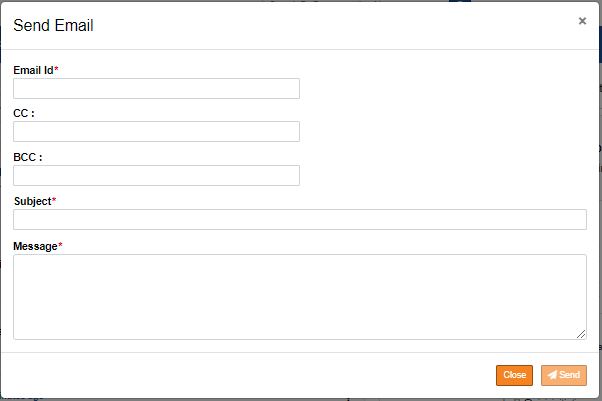 Send Email
×
Email Id*
CC :
BCC :
Subject*
Message*
Close
Send